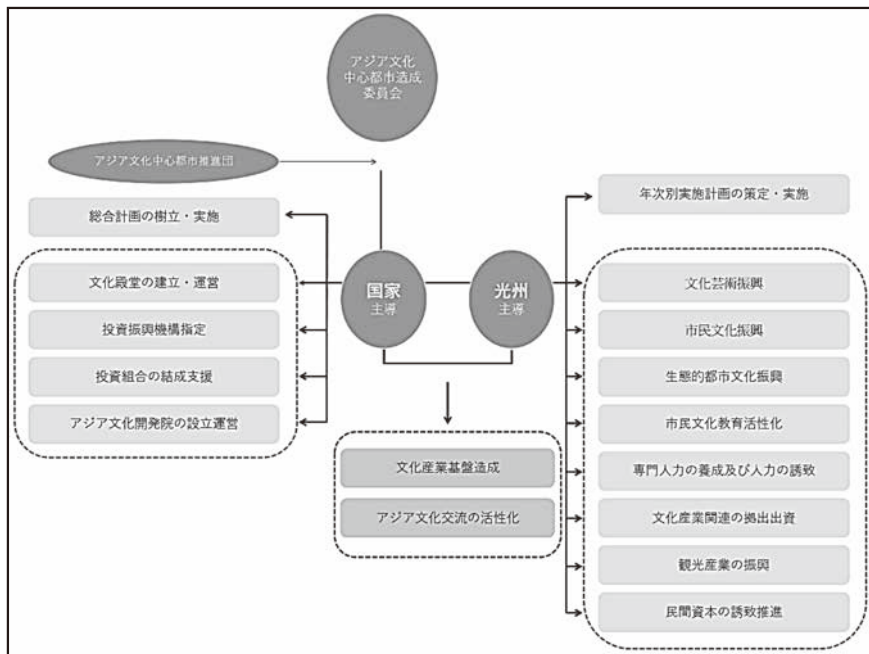 アジア文化
中心都市造成
委員会
アジア文化中心都市推進団
総合計画の樹立・実施
文化殿堂の建立・運営
投資振興機構指定
投資組合の結成支援
アジア文化開発院の設立運営
国家
主導
光州
主導
文化産業基盤造成
アジア文化交流の活性化
年次別実施計画の策定・実施
文化芸術振興
市民文化振興
生態的都市文化振興
市民文化教育活性化
専門人力の養成及び人力の誘致
文化産業関連の拠出出資
観光産業の振興
民間資本の誘致推進